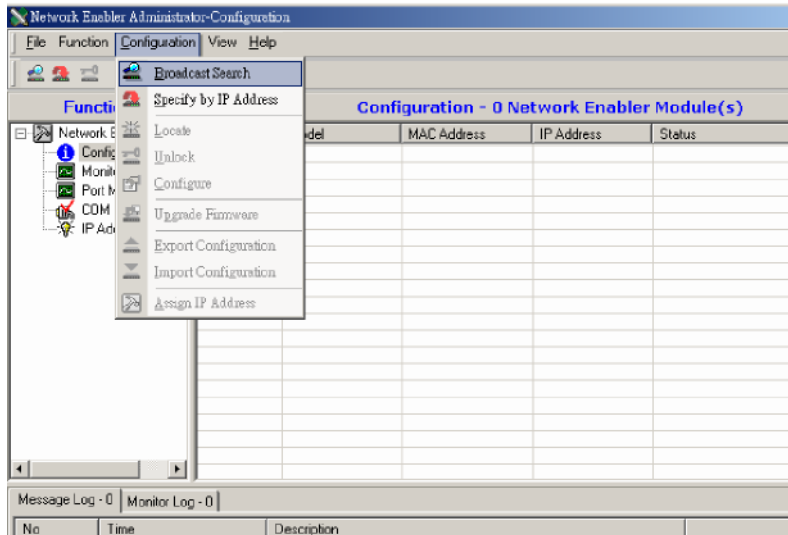 Network Enabler Administrator-Configuration
File Function Configuration View Help
Broadcast Search
Specify by IP Address
Locate
Unlock
Configure
Upgrade Firmware
Export Configuration
Import Configuration
Assign IP Address
Configuration - 0 Network Enabler Module(s)
MAC Address IP Address Status
Network
Port
COM
IP
Message Log - 0 Monitor Log - 0
No Time Description